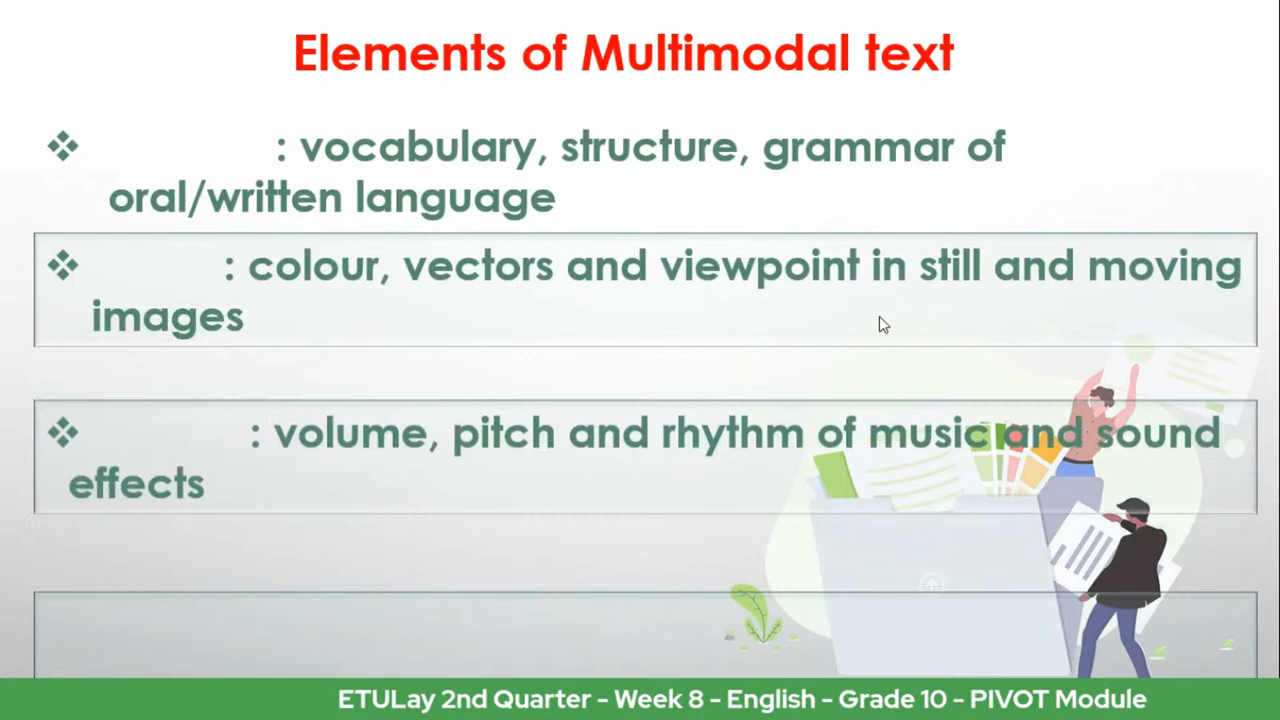 Elements of Multimodal text
❖ : vocabulary, structure, grammar of
oral/written language
❖ : colour, vectors and viewpoint in still and moving
images
❖ : volume, pitch and rhythm of music and sound
effects
ETULay 2nd Quarter - Week 8 - English - Grade 10 - PIVOT Module